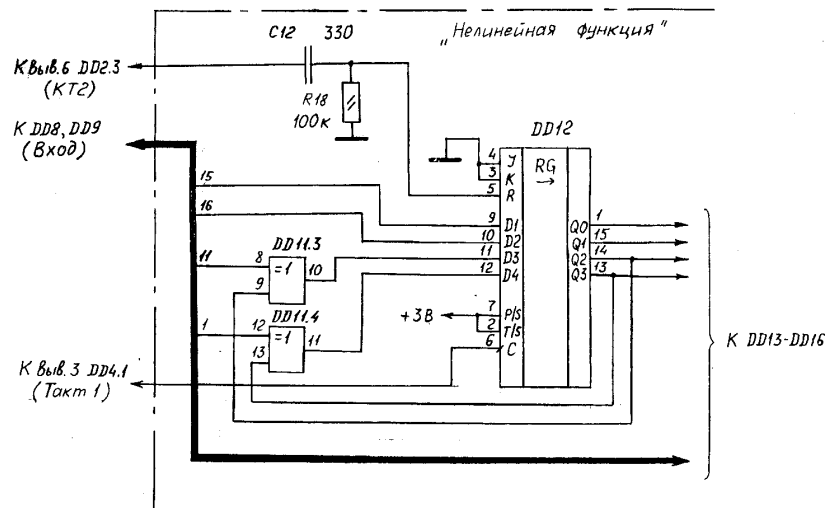 „Нелинейная функция"
С12 330
К Выв.6 DD2.3
(КТ2)
R18
100к
К DD8, DD9
(Вход)
DD12
RG
→
4 J
3 K
5 R
15
9 D1
16
10 D2
DD11.3
11 D3
12 D4
11
8
=1
10
9
DD11.4
1
12
=1
11
13
+3В
7 P/S
2 T/S
6 C
Q0 1
Q1 15
Q2 14
Q3 13
К DD13-DD16
К Выв.3 DD4.1
(Такт 1)